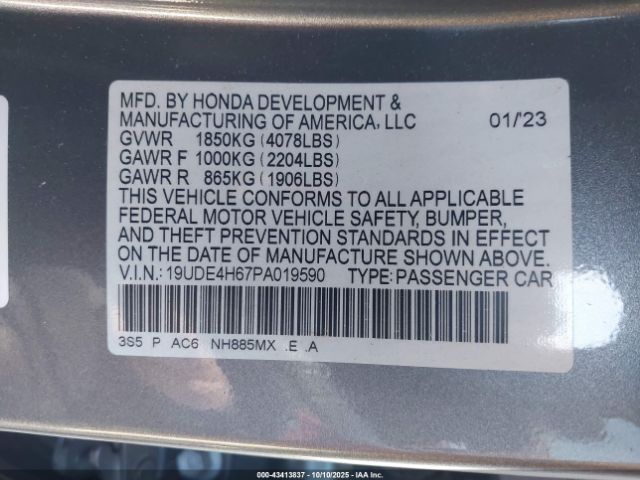 MFD. BY HONDA DEVELOPMENT &
MANUFACTURING OF AMERICA, LLC 01/'23
GVWR 1850KG (4078LBS)
GAWR F 1000KG (2204LBS)
GAWR R 865KG (1906LBS)
THIS VEHICLE CONFORMS TO ALL APPLICABLE
FEDERAL MOTOR VEHICLE SAFETY, BUMPER,
AND THEFT PREVENTION STANDARDS IN EFFECT
ON THE DATE OF MANUFACTURE SHOWN ABOVE.
V.I.N.: 19UDE4H67PA019590 TYPE: PASSENGER CAR
3S5 P AC6 NH885MX .E .A
000-43413837 - 10/10/2025 - IAA Inc.